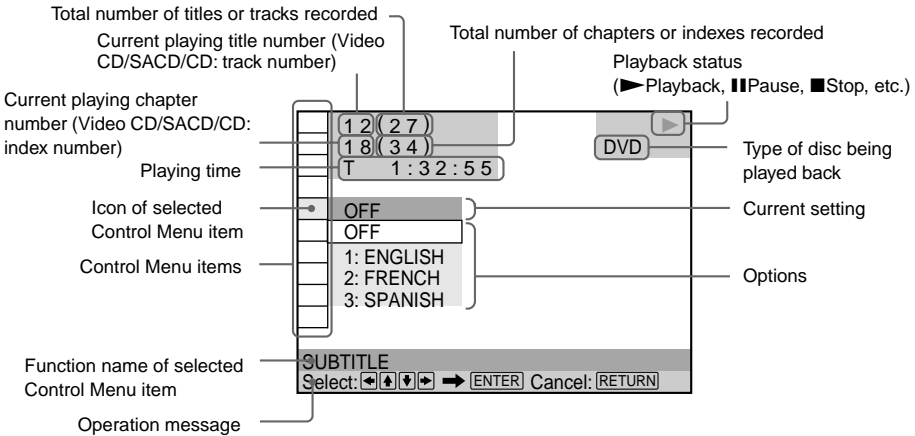 Total number of titles or tracks recorded
Current playing title number (Video
CD/SACD/CD: track number)
Total number of chapters or indexes recorded
Playback status
(►Playback, ▮▮Pause, ■Stop, etc.)
Current playing chapter
number (Video CD/SACD/CD:
index number)
Playing time
Icon of selected
Control Menu item
Control Menu items
Function name of selected
Control Menu item
Operation message
12(27)
18(34)
T 1:32:55
DVD
OFF
OFF
1: ENGLISH
2: FRENCH
3: SPANISH
SUBTITLE
Select: ←↑↓→ ➡ ENTER Cancel: RETURN
Type of disc being
played back
Current setting
Options